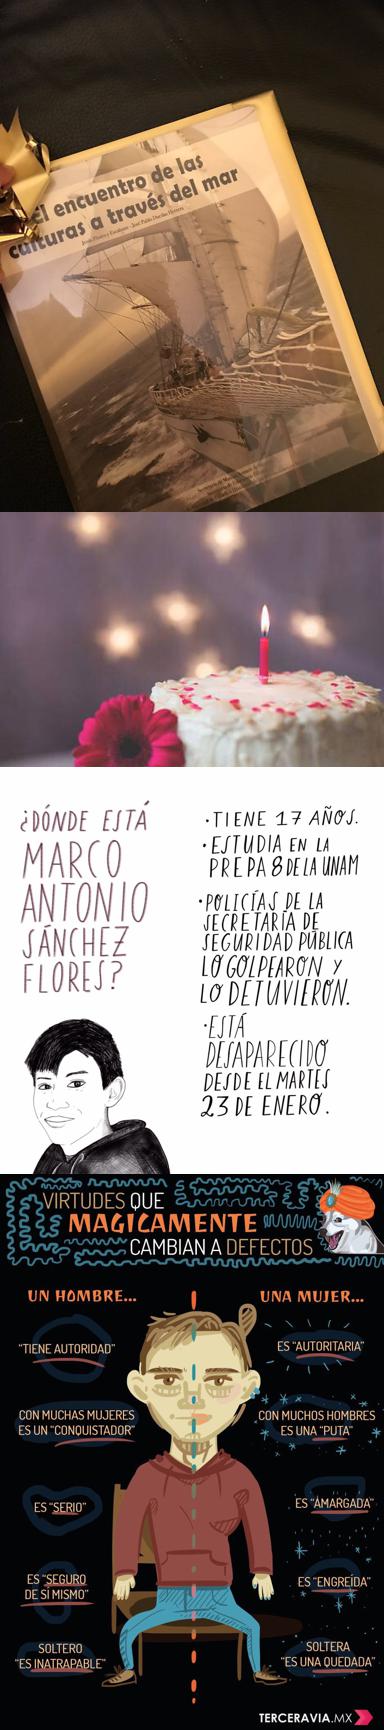 El encuentro de las
culturas a través del mar
¿DÓNDE ESTÁ
MARCO
ANTONIO
SÁNCHEZ
FLORES?
·TIENE 17 AÑOS.
·ESTUDIA EN LA
PREPA 8 DE LA UNAM
·POLICÍAS DE LA
SECRETARÍA DE
SEGURIDAD PÚBLICA
LO GOLPEARON Y
LO DETUVIERON.
·ESTÁ
DESAPARECIDO
DESDE EL MARTES
23 DE ENERO.
VIRTUDES QUE
MAGICAMENTE
CAMBIAN A DEFECTOS
UN HOMBRE...
"TIENE AUTORIDAD"
CON MUCHAS MUJERES
ES UN "CONQUISTADOR"
ES "SERIO"
ES "SEGURO
DE SÍ MISMO"
SOLTERO
"ES INATRAPABLE"
UNA MUJER...
ES "AUTORITARIA"
CON MUCHOS HOMBRES
ES UNA "PUTA"
ES "AMARGADA"
ES "ENGREÍDA"
SOLTERA
"ES UNA QUEDADA"
TERCERAVIA.MX